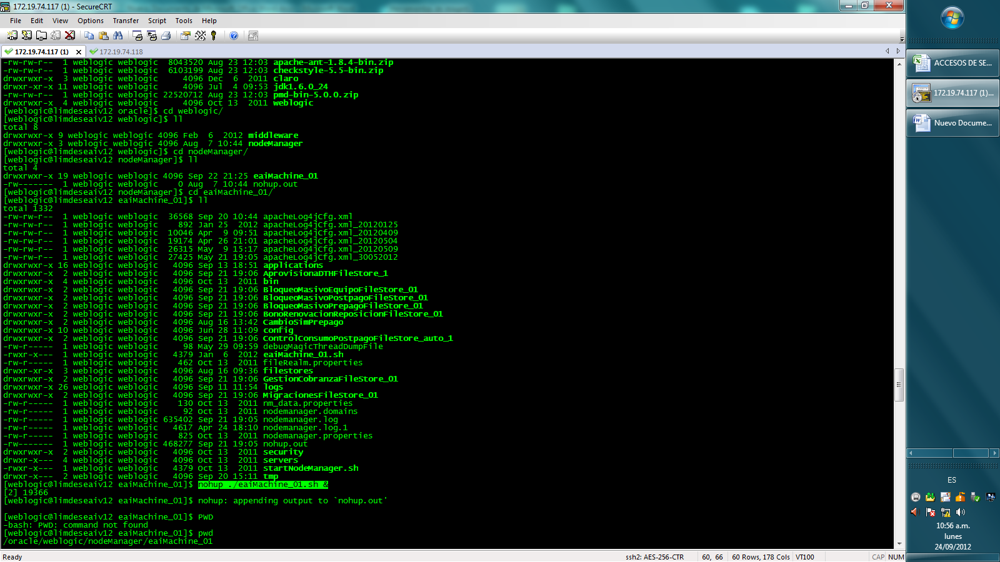 172.19.74.117 (1) - SecureCRT
File Edit View Options Transfer Script Tools Help
172.19.74.117 (1) 172.19.74.118
-rw-rw-r-- 1 weblogic weblogic 8043520 Aug 23 12:03 apache-ant-1.8.4-bin.zip
-rw-rw-r-- 1 weblogic weblogic 6103199 Aug 23 12:03 checkstyle-5.5-bin.zip
drwxrwxr-x 3 weblogic weblogic 4096 Dec 6 2011 claro
drwxr-xr-x 11 weblogic weblogic 4096 Jul 4 09:53 jdk1.6.0_24
-rw-rw-r-- 1 weblogic weblogic 22520712 Aug 23 12:03 pmd-bin-5.0.0.zip
drwxrwxr-x 4 weblogic weblogic 4096 Oct 13 2011 weblogic
[weblogic@limdeseaiv12 oracle]$ cd weblogic/
[weblogic@limdeseaiv12 weblogic]$ ll
total 8
drwxrwxr-x 9 weblogic weblogic 4096 Feb 6 2012 middleware
drwxrwxr-x 3 weblogic weblogic 4096 Aug 7 10:44 nodeManager
[weblogic@limdeseaiv12 weblogic]$ cd nodeManager/
[weblogic@limdeseaiv12 nodeManager]$ ll
total 4
drwxrwxr-x 19 weblogic weblogic 4096 Sep 22 21:25 eaiMachine_01
-rw------- 1 weblogic weblogic 0 Aug 7 10:44 nohup.out
[weblogic@limdeseaiv12 nodeManager]$ cd eaiMachine_01/
[weblogic@limdeseaiv12 eaiMachine_01]$ ll
total 1332
-rw-rw-r-- 1 weblogic weblogic 36568 Sep 20 10:44 apacheLog4jCfg.xml
-rw-rw-r-- 1 weblogic weblogic 892 Jan 25 2012 apacheLog4jCfg.xml_20120125
-rw-rw-r-- 1 weblogic weblogic 10046 Apr 9 09:51 apacheLog4jCfg.xml_20120409
-rw-rw-r-- 1 weblogic weblogic 19174 Apr 26 21:01 apacheLog4jCfg.xml_20120504
-rw-rw-r-- 1 weblogic weblogic 26315 May 9 15:17 apacheLog4jCfg.xml_20120509
-rw-rw-r-- 1 weblogic weblogic 27425 May 21 19:05 apacheLog4jCfg.xml_30052012
drwxrwxr-x 16 weblogic weblogic 4096 Sep 13 18:51 applications
drwxrwxr-x 2 weblogic weblogic 4096 Sep 21 19:06 AprovisionaDTHFileStore_1
drwxrwxr-x 4 weblogic weblogic 4096 Oct 13 2011 bin
drwxrwxr-x 2 weblogic weblogic 4096 Sep 21 19:06 BloqueoMasivoEquipoFileStore_01
drwxrwxr-x 2 weblogic weblogic 4096 Sep 21 19:06 BloqueoMasivoPostpagoFileStore_01
drwxrwxr-x 2 weblogic weblogic 4096 Sep 21 19:06 BloqueoMasivoPrepagoFileStore_01
drwxrwxr-x 2 weblogic weblogic 4096 Sep 21 19:06 BonoRenovacionReposicionFileStore_01
drwxrwxr-x 2 weblogic weblogic 4096 Aug 16 13:42 CambioSimPrepago
drwxrwxr-x 10 weblogic weblogic 4096 Jun 28 11:09 config
drwxrwxr-x 2 weblogic weblogic 4096 Sep 21 19:06 ControlConsumoPostpagoFileStore_auto_1
-rw-r----- 1 weblogic weblogic 98 May 29 09:59 debugMagicThreadDumpFile
-rwxr-x--- 1 weblogic weblogic 4379 Jan 6 2012 eaiMachine_01.sh
-rw-r----- 1 weblogic weblogic 462 Oct 13 2011 fileRealm.properties
drwxr-xr-x 3 weblogic weblogic 4096 Aug 16 09:36 filestores
drwxrwxr-x 2 weblogic weblogic 4096 Sep 21 19:06 GestionCobranzaFileStore_01
drwxrwxr-x 26 weblogic weblogic 4096 Sep 11 11:54 logs
drwxrwxr-x 2 weblogic weblogic 4096 Sep 21 19:06 MigracionesFileStore_01
-rw-r----- 1 weblogic weblogic 130 Oct 13 2011 nm_data.properties
-rw-r----- 1 weblogic weblogic 92 Oct 13 2011 nodemanager.domains
-rw-r----- 1 weblogic weblogic 635402 Sep 21 19:05 nodemanager.log
-rw-r----- 1 weblogic weblogic 4617 Apr 24 18:10 nodemanager.log.1
-rw-r----- 1 weblogic weblogic 825 Oct 13 2011 nodemanager.properties
-rw------- 1 weblogic weblogic 468277 Sep 21 19:05 nohup.out
drwxrwxr-x 2 weblogic weblogic 4096 Oct 13 2011 security
drwxr-x--- 4 weblogic weblogic 4096 Oct 13 2011 servers
-rwxr-x--- 1 weblogic weblogic 4379 Oct 13 2011 startNodeManager.sh
drwxr-x--- 2 weblogic weblogic 4096 Sep 20 15:11 tmp
[weblogic@limdeseaiv12 eaiMachine_01]$ nohup ./eaiMachine_01.sh &
[2] 19366
[weblogic@limdeseaiv12 eaiMachine_01]$ nohup: appending output to `nohup.out'
[weblogic@limdeseaiv12 eaiMachine_01]$ PWD
-bash: PWD: command not found
[weblogic@limdeseaiv12 eaiMachine_01]$ pwd
/oracle/weblogic/nodeManager/eaiMachine_01
Ready ssh2: AES-256-CTR 60, 66 60 Rows, 178 Cols VT100 CAP NUM
ACCESOS DE SE...
172.19.74.117 (1)...
Nuevo Docume...
ES
10:56 a.m.
lunes
24/09/2012